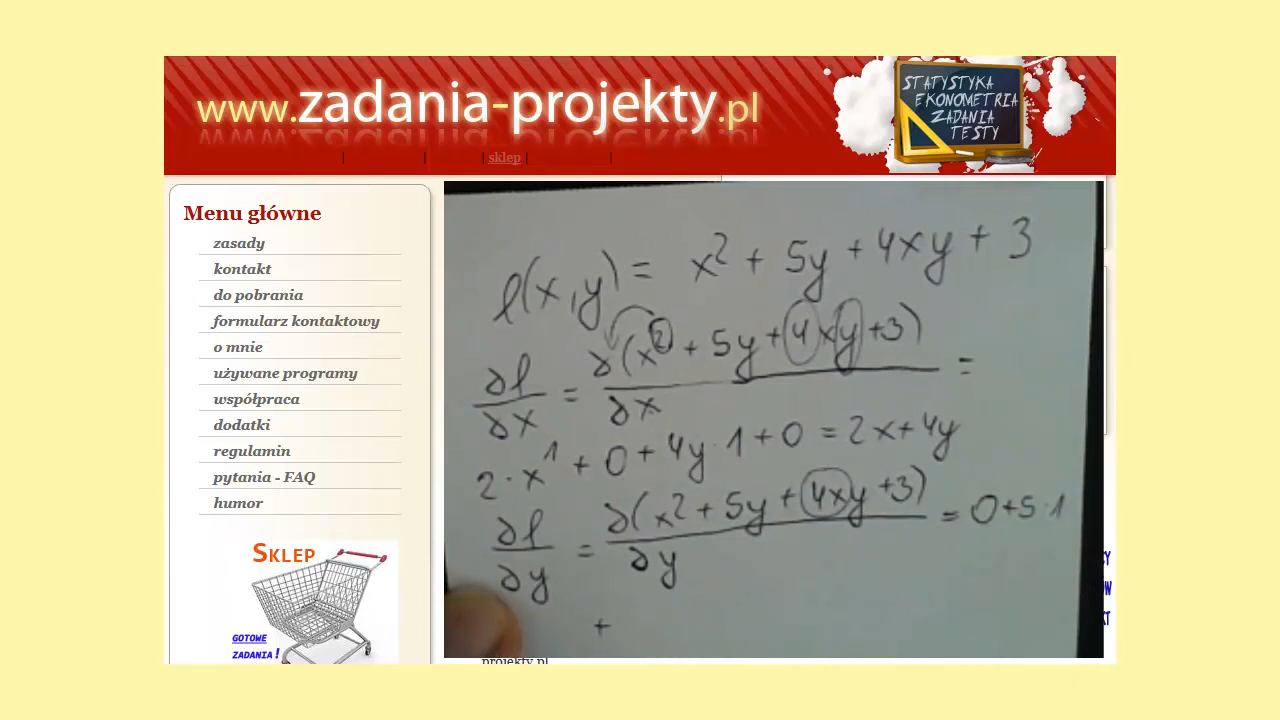 www.zadania-projekty.pl
STATYSTYKA
EKONOMETRIA
ZADANIA
TESTY
sklep
Menu główne
zasady
kontakt
do pobrania
formularz kontaktowy
o mnie
używane programy
współpraca
dodatki
regulamin
pytania - FAQ
humor
SKLEP
GOTOWE
ZADANIA!
f(x,y) = x² + 5y + 4xy + 3
∂f/∂x = ∂(x² + 5y + 4xy + 3)/∂x =
2·x¹ + 0 + 4y·1 + 0 = 2x + 4y
∂f/∂y = ∂(x² + 5y + 4xy + 3)/∂y = 0 + 5·1
+
projekty.pl